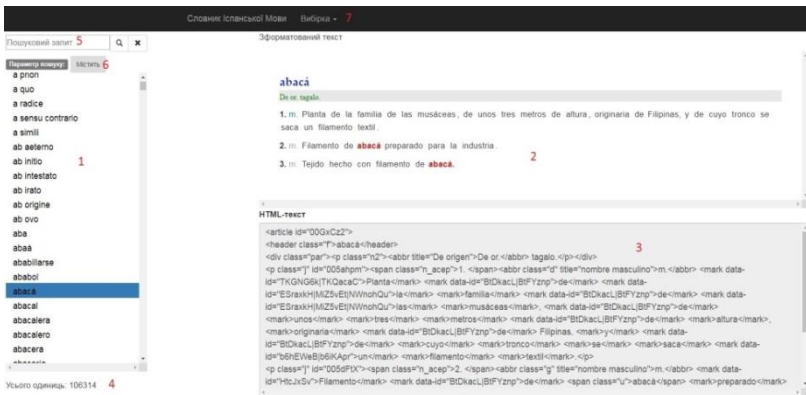 Словник Іспанської Мови Вибірка 7
Пошуковий запит 5
Параметр пошуку: Містить 6
a priori
a quo
a radice
a sensu contrario
a simili
ab aeterno
ab initio 1
ab intestato
ab irato
ab origine
ab ovo
aba
abaá
ababillarse
ababol
abacá
abacal
abacalera
abacalero
abacera
Усього одиниць: 106314 4
Зформатований текст
abacá
De or. tagalo.
1. m. Planta de la familia de las musáceas, de unos tres metros de altura, originaria de Filipinas, y de cuyo tronco se
saca un filamento textil.
2. m. Filamento de abacá preparado para la industria.
2
3. m. Tejido hecho con filamento de abacá.
HTML-текст
<article id="00GxCz2">
3
<header class="f">abacá</header>
<div class="par"><p class="n2"><abbr title="De origen">De or.</abbr> tagalo.</p></div>
<p class="j" id="005ahpm"><span class="n_acep">1. </span><abbr class="d" title="nombre masculino">m.</abbr> <mark data-
id="TKGNG6k|TKQacaC">Planta</mark> <mark data-id="BtDkacL|BtFYznp">de</mark> <mark data-
id="ESraxkH|MiZ5vEt|NWnohQu">la</mark> <mark>familia</mark> <mark data-id="BtDkacL|BtFYznp">de</mark> <mark data-
id="ESraxkH|MiZ5vEt|NWnohQu">las</mark> <mark>musáceas</mark>, <mark data-id="BtDkacL|BtFYznp">de</mark>
<mark>unos</mark> <mark>tres</mark> <mark>metros</mark> <mark data-id="BtDkacL|BtFYznp">de</mark> <mark>altura</mark>,
<mark>originaria</mark> <mark data-id="BtDkacL|BtFYznp">de</mark> Filipinas, <mark>y</mark> <mark data-
id="BtDkacL|BtFYznp">de</mark> <mark>cuyo</mark> <mark>tronco</mark> <mark>se</mark> <mark>saca</mark> <mark data-
id="b6hEWeB|b6iKApr">un</mark> <mark>filamento</mark> <mark>textil</mark>.</p>
<p class="j" id="005dFtX"><span class="n_acep">2. </span><abbr class="g" title="nombre masculino">m.</abbr> <mark data-
id="HtcJxSv">Filamento</mark> <mark data-id="BtDkacL|BtFYznp">de</mark> <span class="u">abacá</span> <mark>preparado</mark>